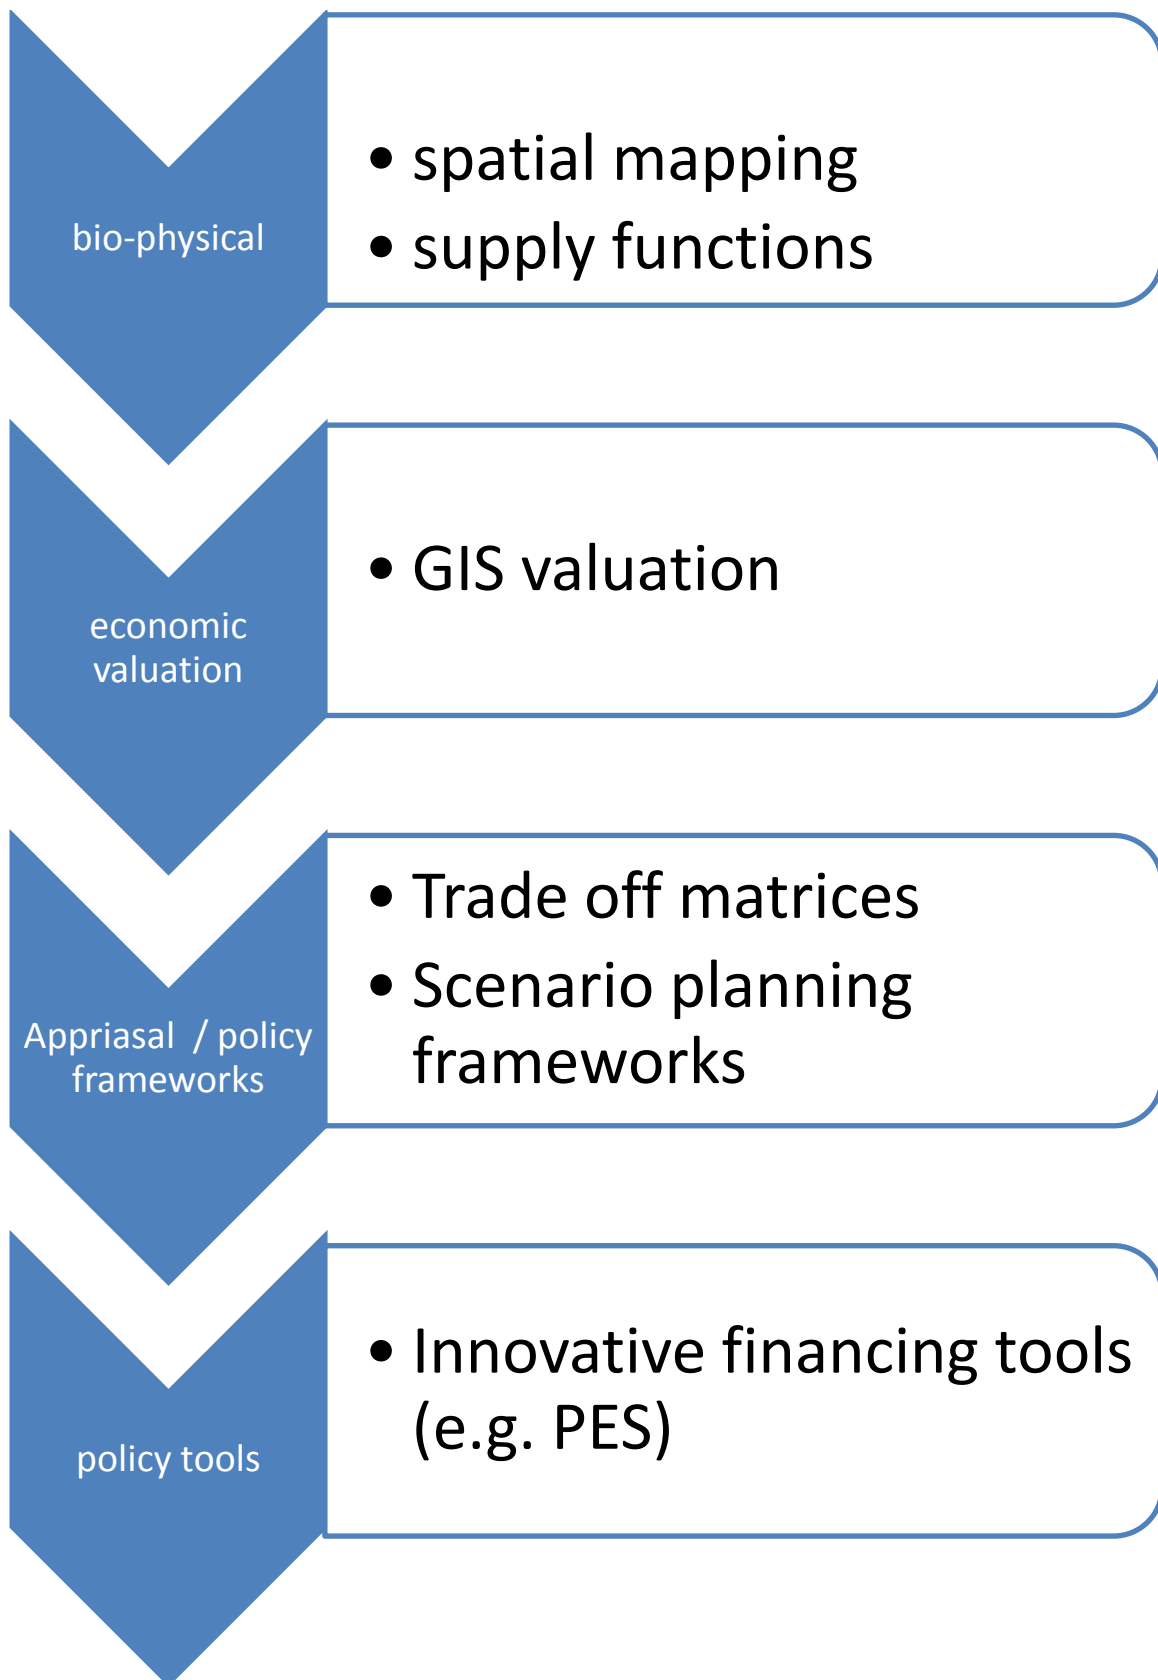 bio-physical
• spatial mapping
• supply functions
economic
valuation
• GIS valuation
Appriasal / policy
frameworks
• Trade off matrices
• Scenario planning
frameworks
policy tools
• Innovative financing tools
(e.g. PES)